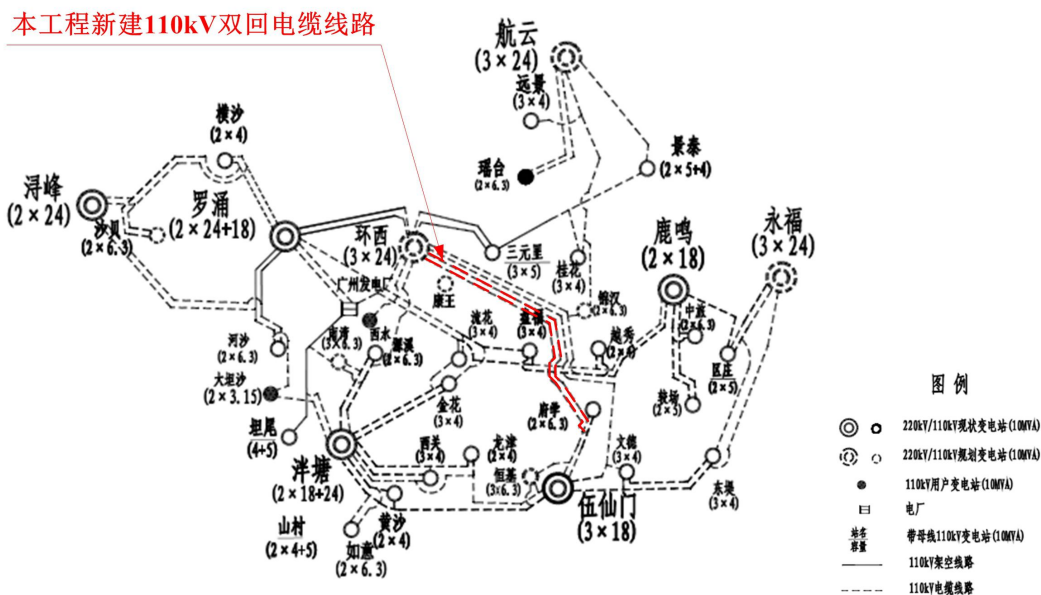 本工程新建110kV双回电缆线路
航云
(3×24)
远景
(3×4)
横沙
(2×4)
瑶台
(2×6.3)
景泰
(2×5+4)
浔峰
(2×24)
沙贝
(2×6.3)
罗涌
(2×24+18)
环西
(3×24)
三元里
(3×5)
桂花
(3×4)
鹿鸣
(2×18)
永福
(3×24)
广州发电厂
康王
锦汉
(2×6.3)
西水
(3×6.3)
流花
(3×4)
(3×4)
越秀
(2×4)
(2×6.3)
河沙
(2×6.3)
(2×6.3)
区庄
(2×5)
大坦沙
(2×3.15)
金花
(3×4)
府学
(2×6.3)
(2×5)
坦尾
(4+5)
泮塘
(2×18+24)
西关
(3×4)
龙津
(2×4)
恒基
(3×6.3)
文德
(3×4)
东堤
(3×4)
伍仙门
(3×18)
山村
(2×4+5)
黄沙
(2×4)
如意
(2×6.3)
图例
220kV/110kV现状变电站(10MVA)
220kV/110kV规划变电站(10MVA)
110kV用户变电站(10MVA)
电厂
站名
容量
带母线110kV变电站(10MVA)
110kV架空线路
110kV电缆线路